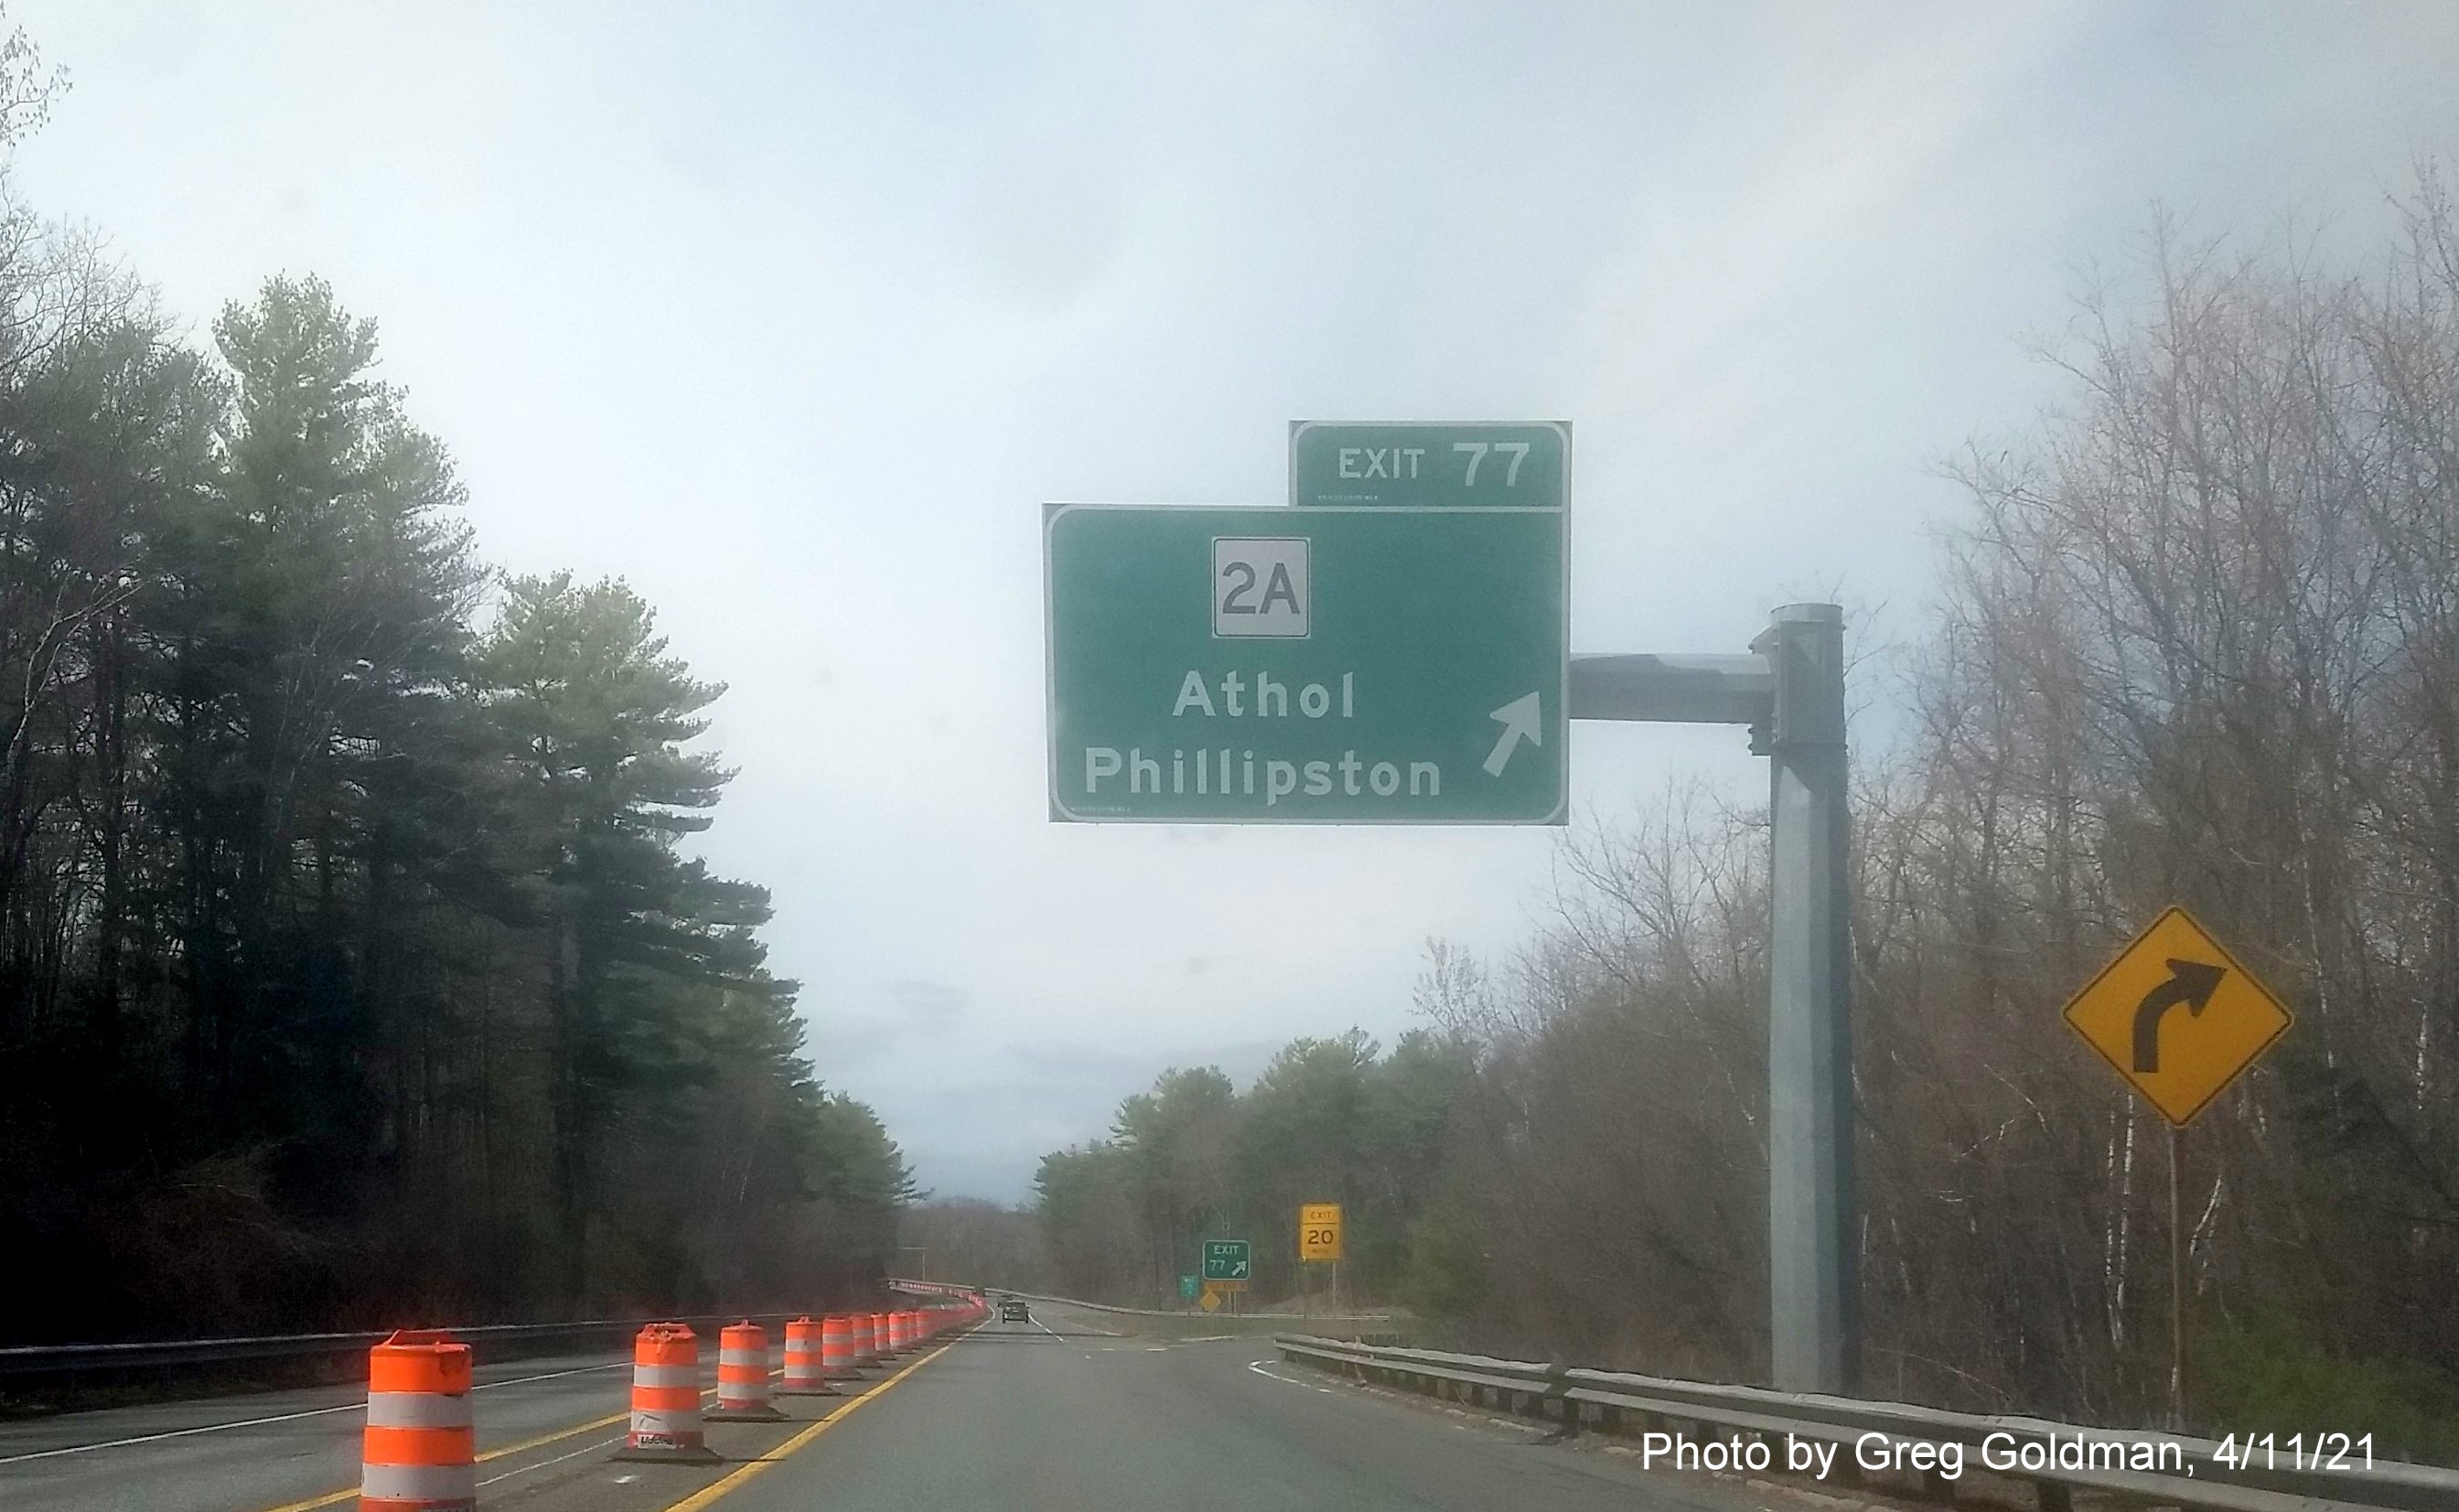 EXIT 77
2A
Athol
Phillipston
EXIT
20
EXIT
77
Photo by Greg Goldman, 4/11/21